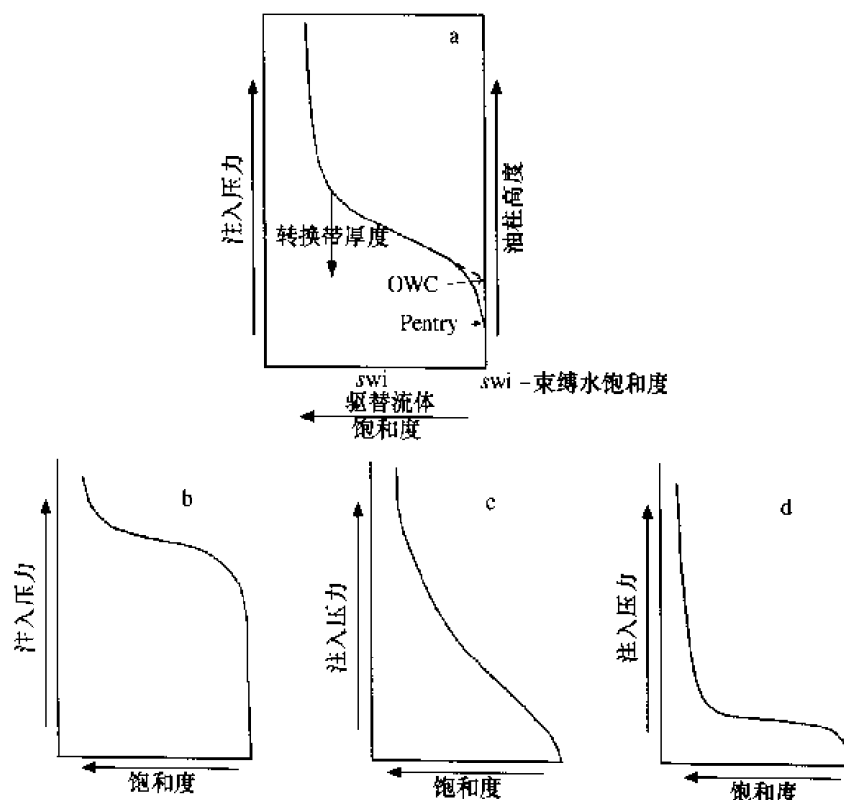 a
注入压力
油柱高度
转换带厚度
OWC
Pentry
swi
swi-束缚水饱和度
驱替流体
饱和度
b
注入压力
饱和度
c
注入压力
饱和度
d
注入压力
饱和度